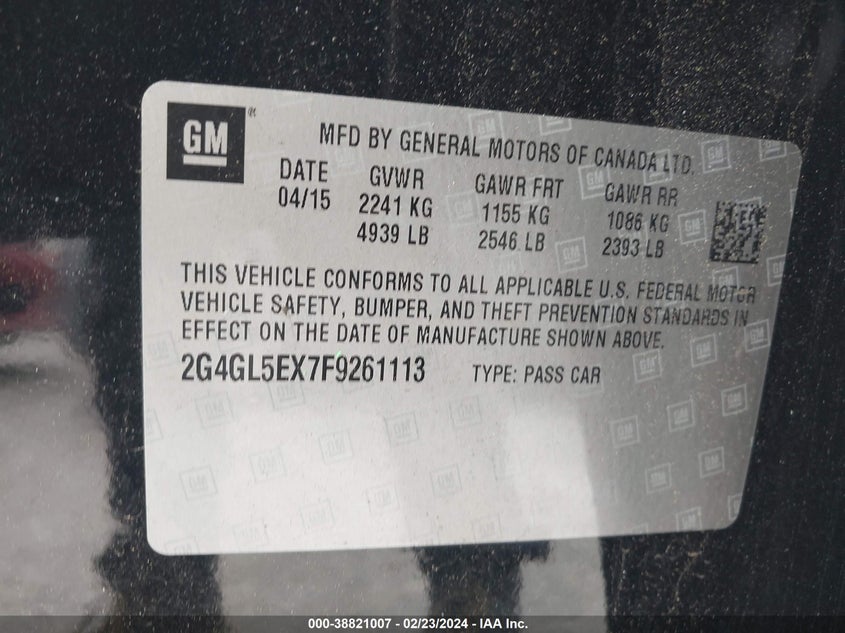 GM®
MFD BY GENERAL MOTORS OF CANADA LTD.
DATE GVWR GAWR FRT GAWR RR
04/15 2241 KG 1155 KG 1086 KG
4939 LB 2546 LB 2393 LB
THIS VEHICLE CONFORMS TO ALL APPLICABLE U.S. FEDERAL MOTOR
VEHICLE SAFETY, BUMPER, AND THEFT PREVENTION STANDARDS IN
EFFECT ON THE DATE OF MANUFACTURE SHOWN ABOVE.
2G4GL5EX7F9261113 TYPE: PASS CAR
000-38821007 - 02/23/2024 - IAA Inc.